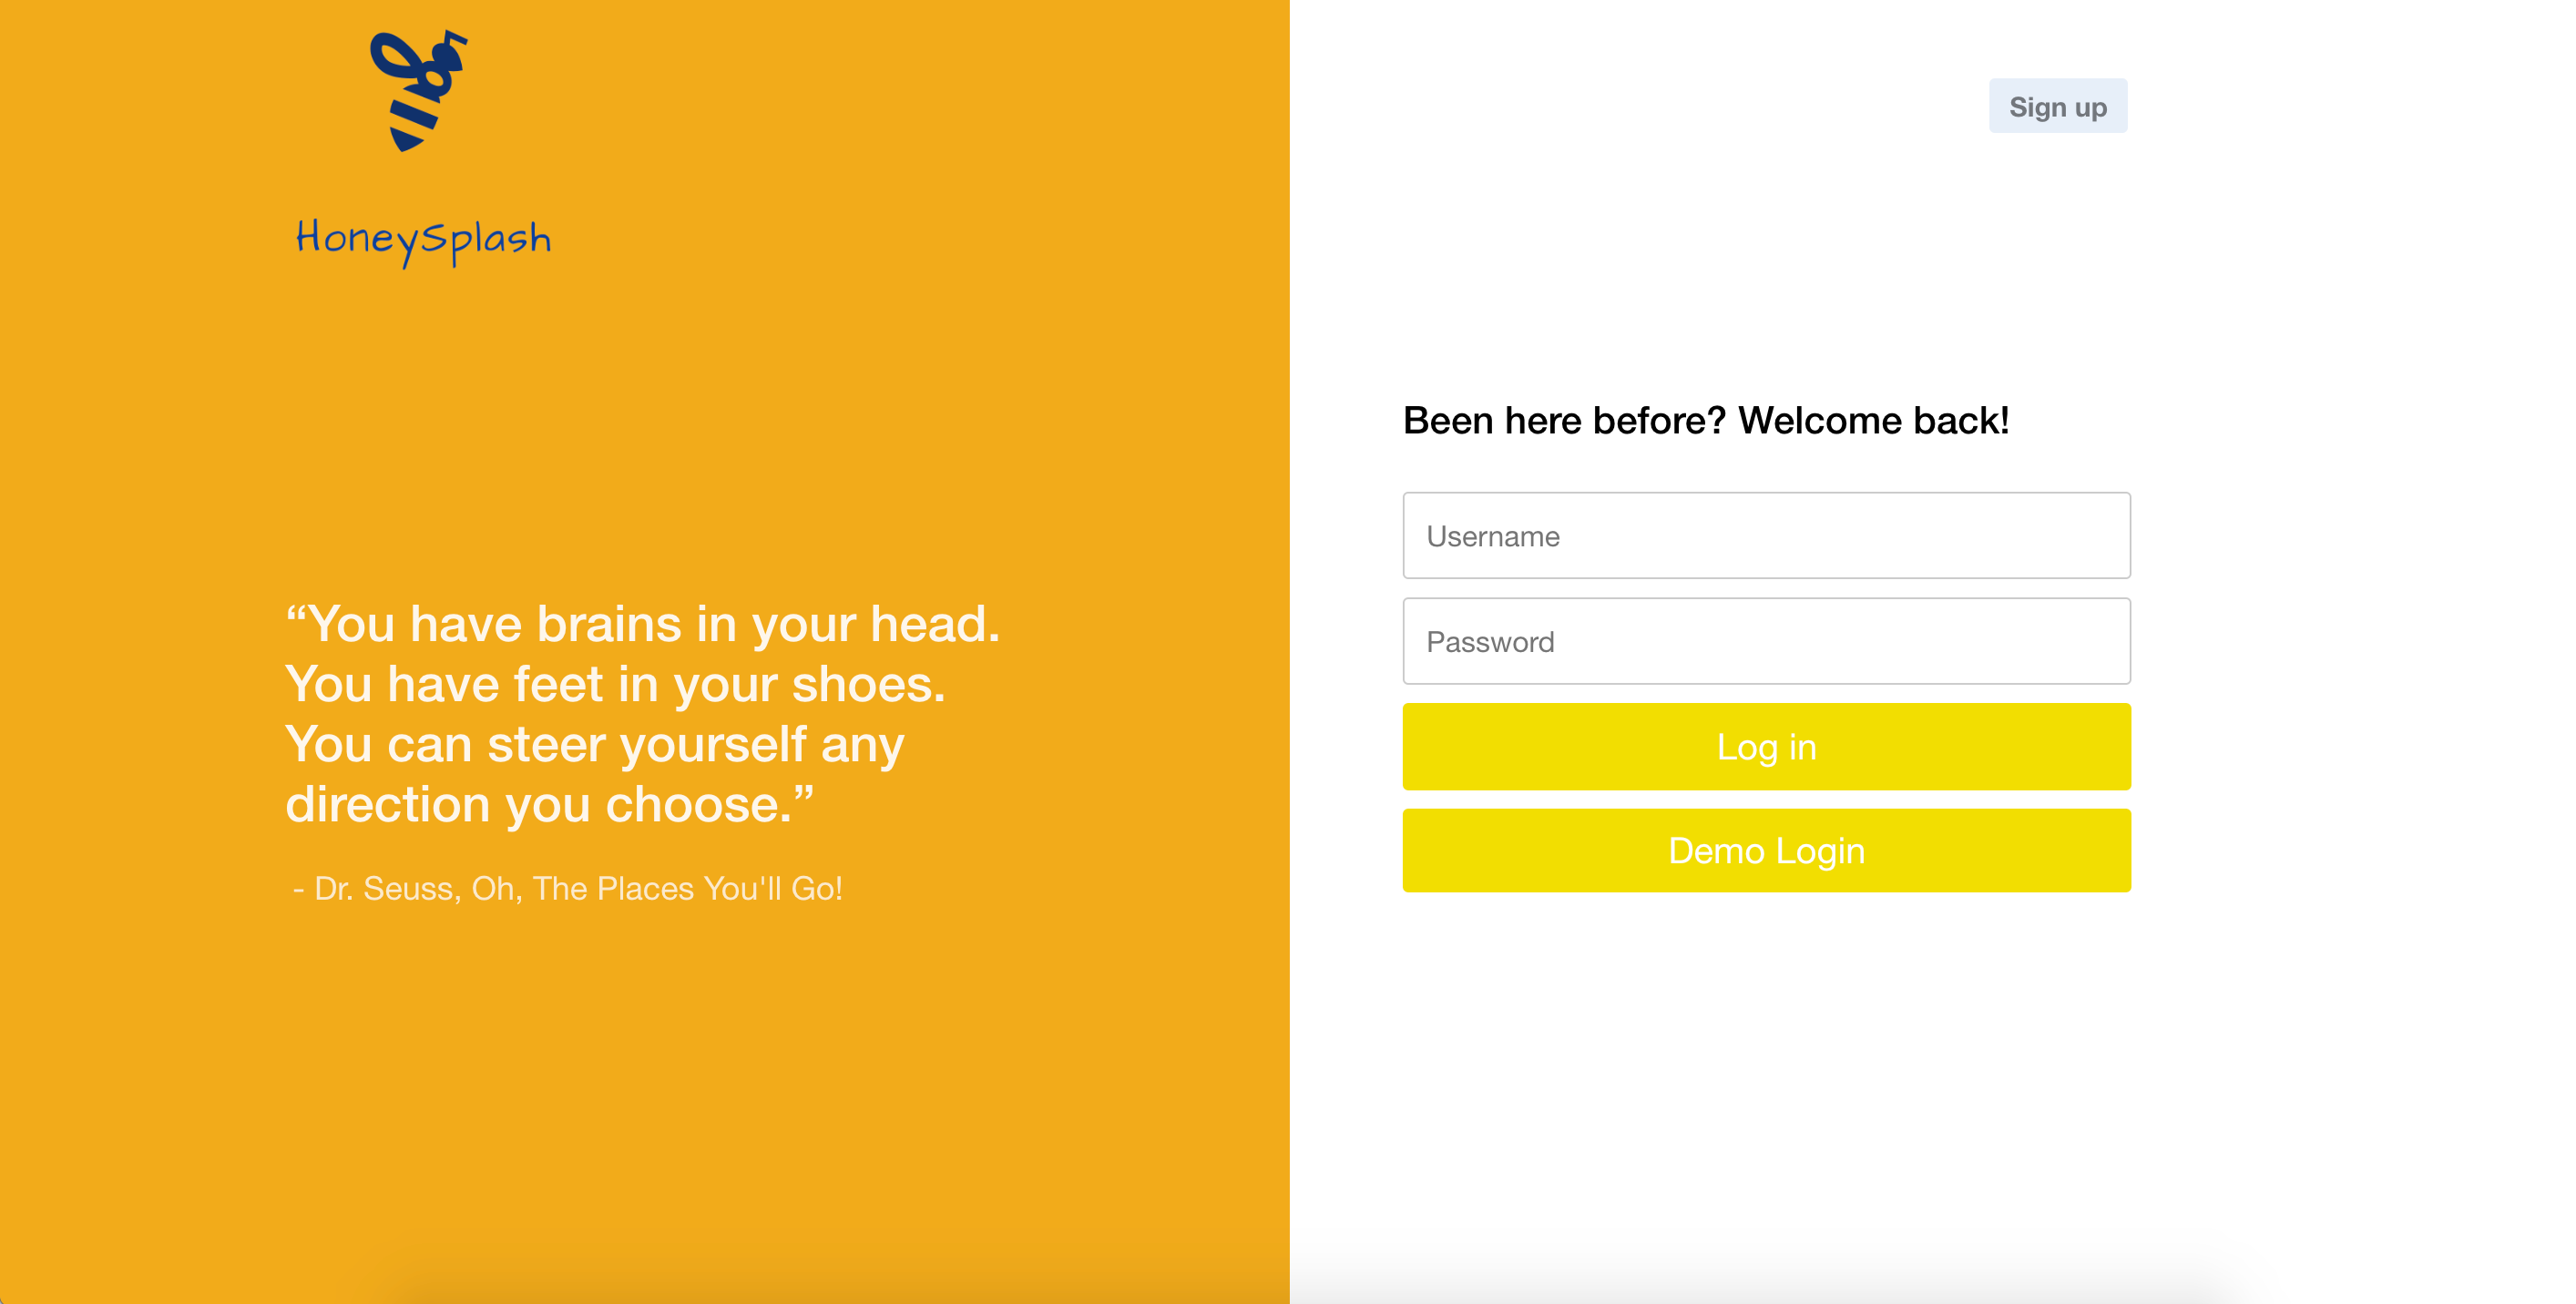 HoneySplash
“You have brains in your head.
You have feet in your shoes.
You can steer yourself any
direction you choose.”
- Dr. Seuss, Oh, The Places You'll Go!
Sign up
Been here before? Welcome back!
Username
Password
Log in
Demo Login